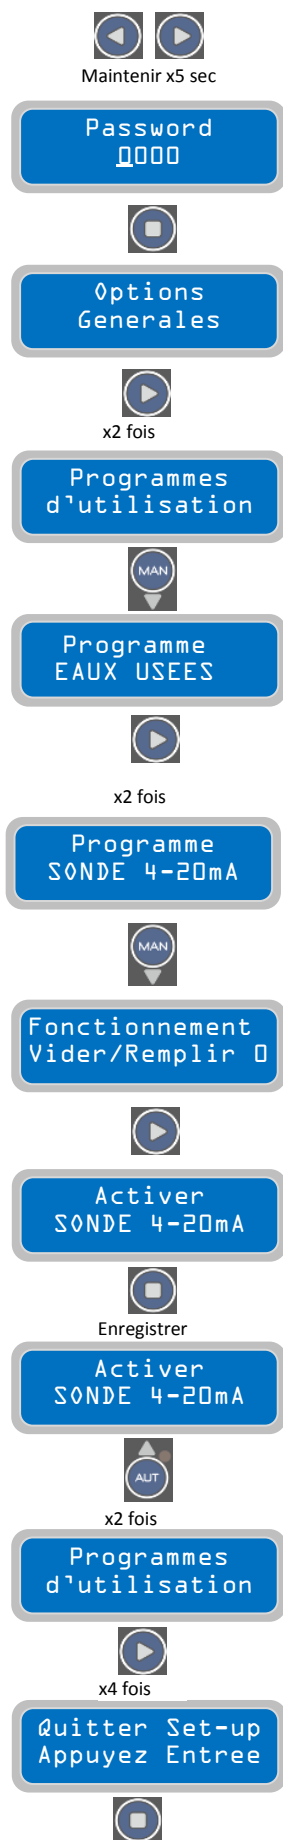 Maintenir x5 sec
Password
0000
Options
Generales
x2 fois
Programmes
d'utilisation
MAN
Programme
EAUX USEES
x2 fois
Programme
SONDE 4-20mA
MAN
Fonctionnement
Vider/Remplir 0
Activer
SONDE 4-20mA
Enregistrer
Activer
SONDE 4-20mA
AUT
x2 fois
Programmes
d'utilisation
x4 fois
Quitter Set-up
Appuyez Entree